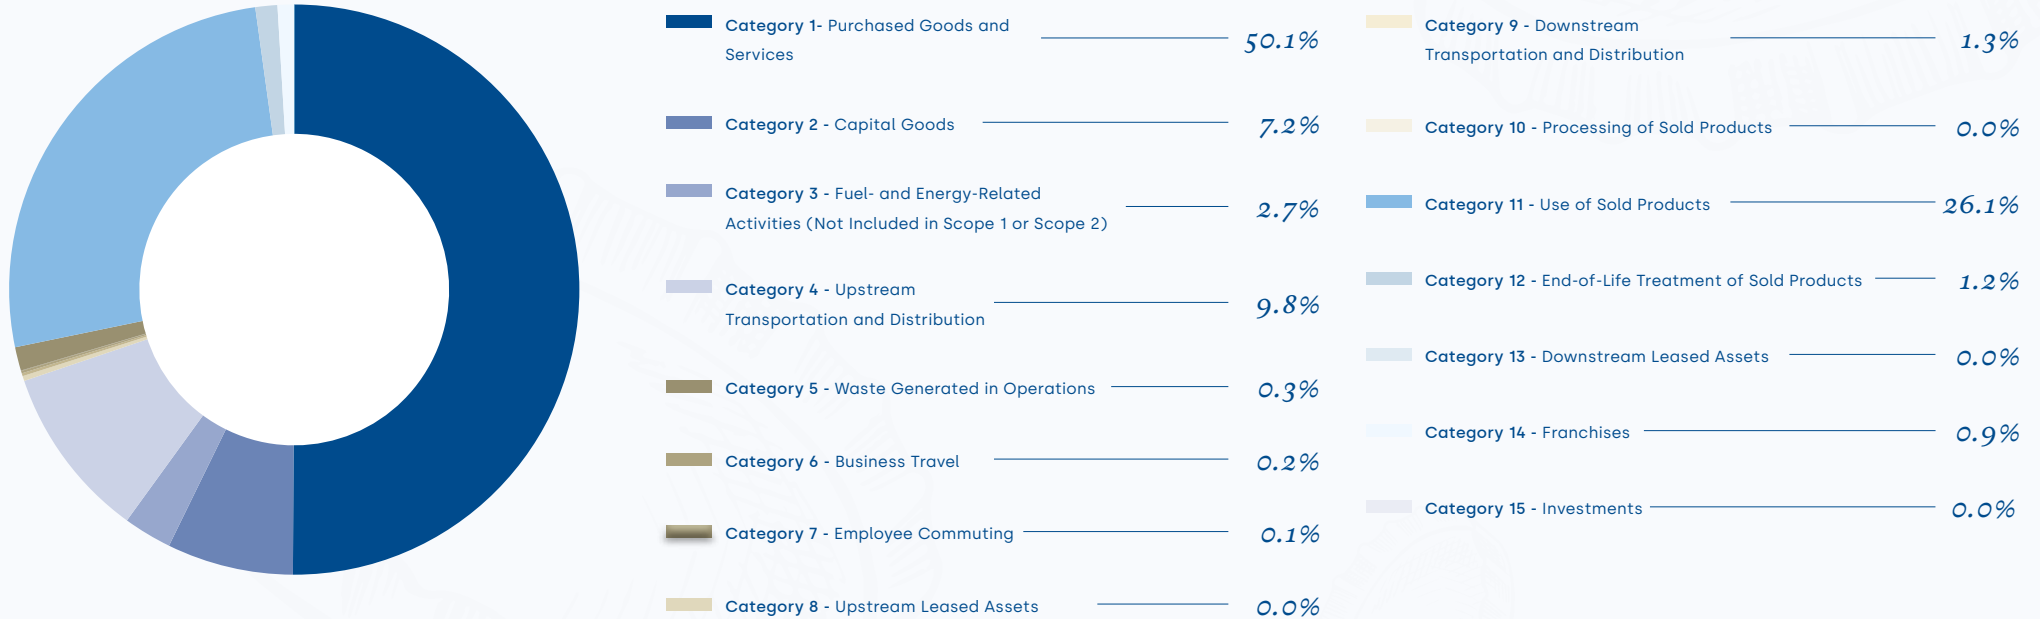 Category 1- Purchased Goods and
Services
50.1%
Category 2 - Capital Goods
7.2%
Category 3 - Fuel- and Energy-Related
Activities (Not Included in Scope 1 or Scope 2)
2.7%
Category 4 - Upstream
Transportation and Distribution
9.8%
Category 5 - Waste Generated in Operations
0.3%
Category 6 - Business Travel
0.2%
Category 7 - Employee Commuting
0.1%
Category 8 - Upstream Leased Assets
0.0%
Category 9 - Downstream
Transportation and Distribution
1.3%
Category 10 - Processing of Sold Products
0.0%
Category 11 - Use of Sold Products
26.1%
Category 12 - End-of-Life Treatment of Sold Products
1.2%
Category 13 - Downstream Leased Assets
0.0%
Category 14 - Franchises
0.9%
Category 15 - Investments
0.0%